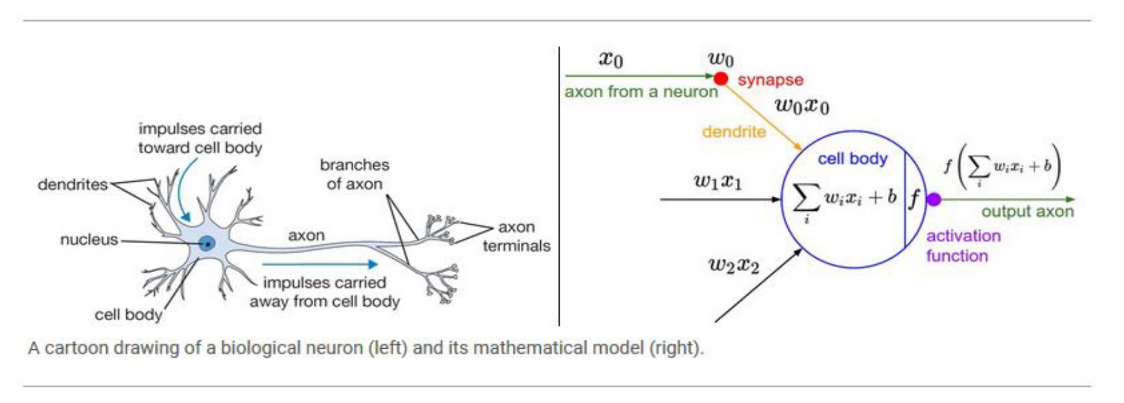 impulses carried
toward cell body
dendrites
nucleus
cell body
axon
impulses carried
away from cell body
branches
of axon
axon
terminals
x₀
w₀
synapse
axon from a neuron
w₀x₀
dendrite
cell body
w₁x₁
∑ᵢ wᵢxᵢ + b
f
f(∑ᵢ wᵢxᵢ + b)
output axon
activation
function
w₂x₂
A cartoon drawing of a biological neuron (left) and its mathematical model (right).